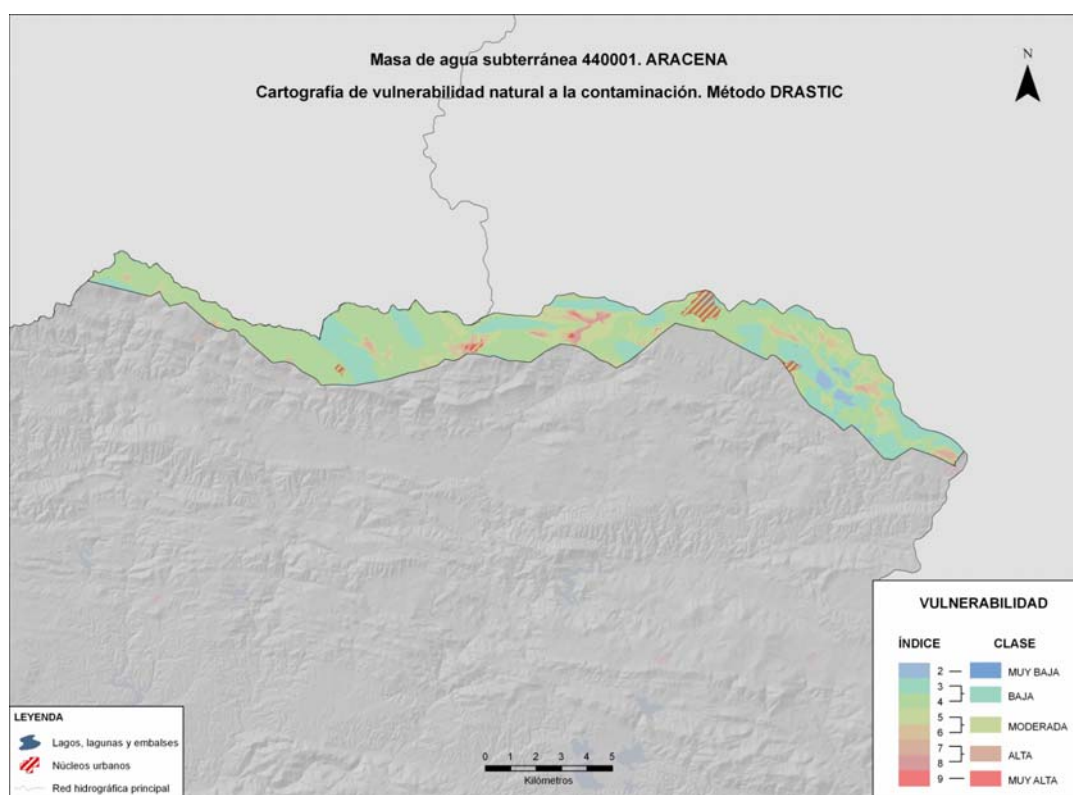 Masa de agua subterránea 440001. ARACENA
Cartografía de vulnerabilidad natural a la contaminación. Método DRASTIC
N
VULNERABILIDAD
ÍNDICE CLASE
2 MUY BAJA
3
BAJA
4
5
MODERADA
6
7
ALTA
8
9 MUY ALTA
LEYENDA
Lagos, lagunas y embalses
Núcleos urbanos
Red hidrográfica principal
0 1 2 3 4 5
Kilómetros